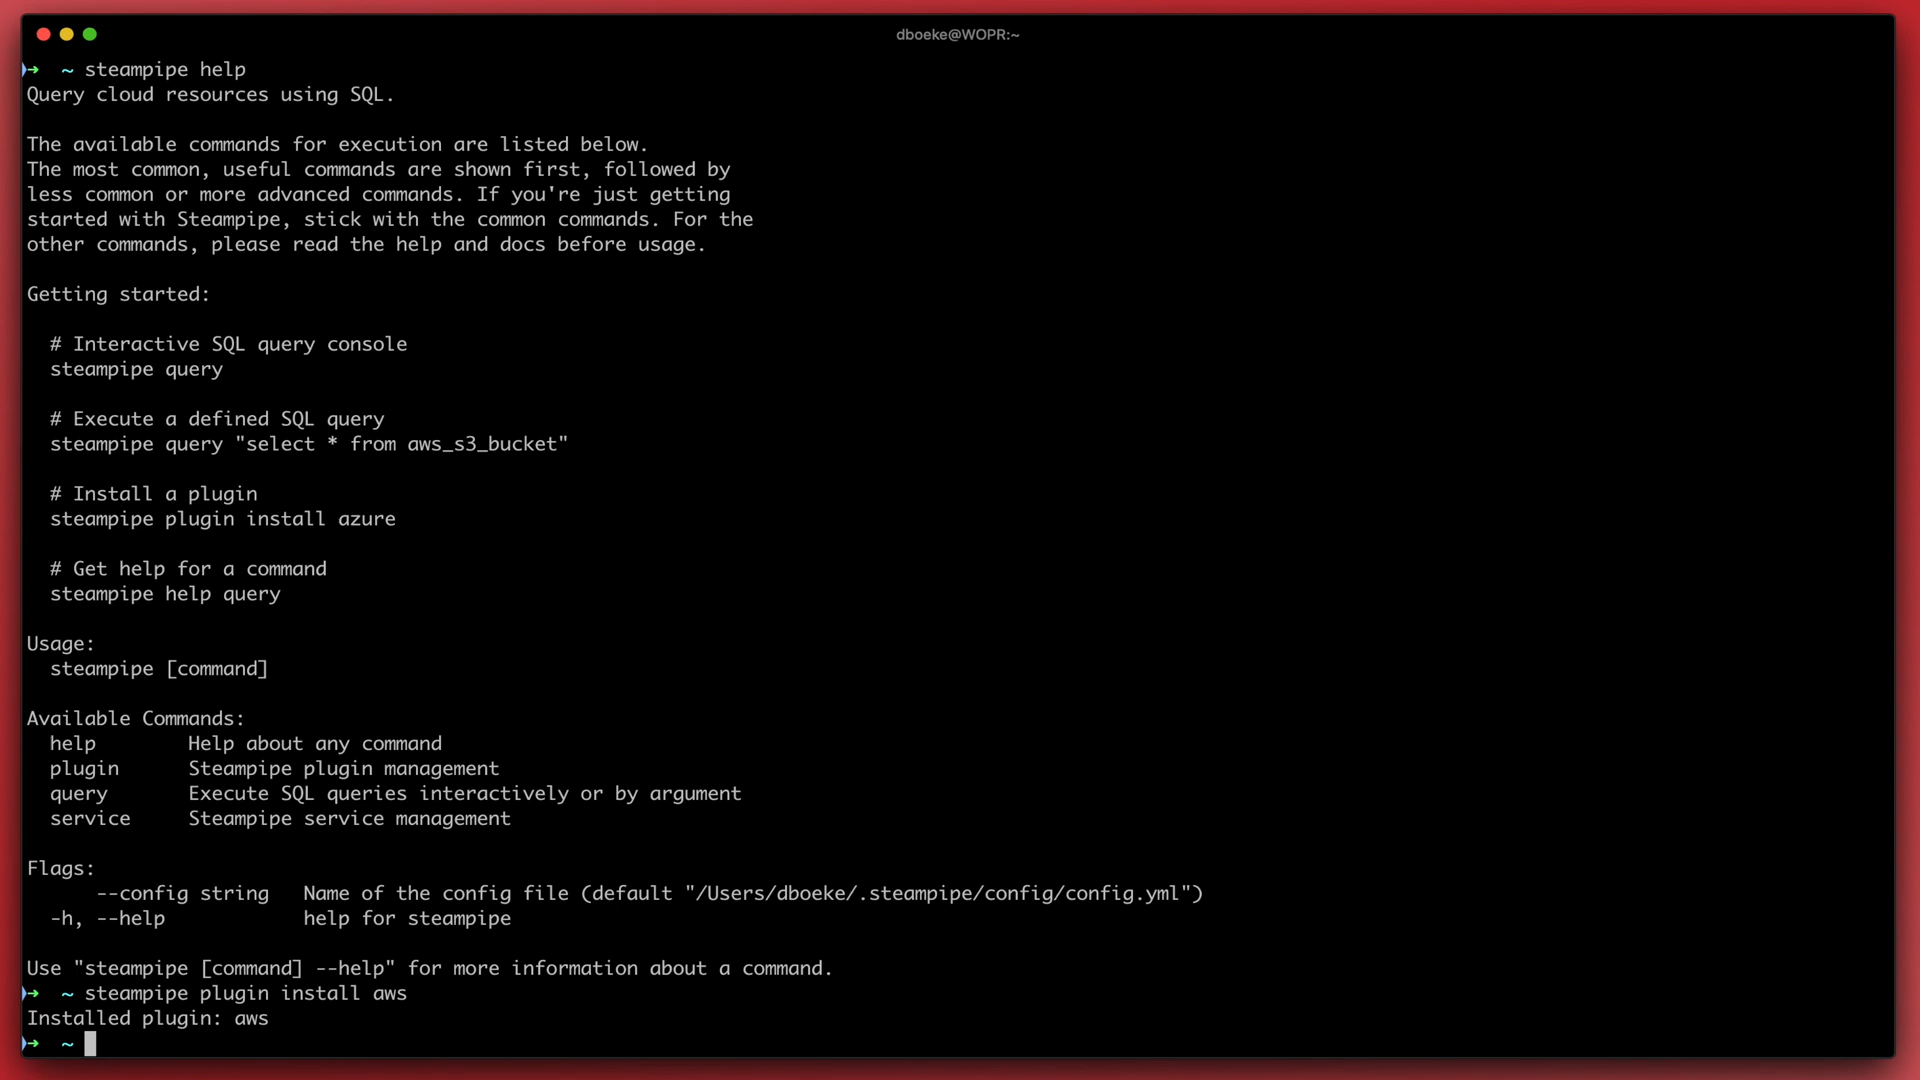 dboeke@WOPR:~
➜ ~ steampipe help
Query cloud resources using SQL.
The available commands for execution are listed below.
The most common, useful commands are shown first, followed by
less common or more advanced commands. If you're just getting
started with Steampipe, stick with the common commands. For the
other commands, please read the help and docs before usage.
Getting started:
# Interactive SQL query console
steampipe query
# Execute a defined SQL query
steampipe query "select * from aws_s3_bucket"
# Install a plugin
steampipe plugin install azure
# Get help for a command
steampipe help query
Usage:
steampipe [command]
Available Commands:
help Help about any command
plugin Steampipe plugin management
query Execute SQL queries interactively or by argument
service Steampipe service management
Flags:
--config string Name of the config file (default "/Users/dboeke/.steampipe/config/config.yml")
-h, --help help for steampipe
Use "steampipe [command] --help" for more information about a command.
➜ ~ steampipe plugin install aws
Installed plugin: aws
➜ ~